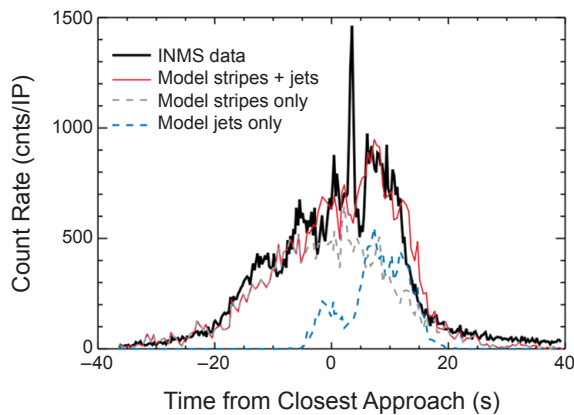 1500
INMS data
Model stripes + jets
Model stripes only
Model jets only
1000
500
0
Count Rate (cnts/IP)
−40 −20 0 20 40
Time from Closest Approach (s)